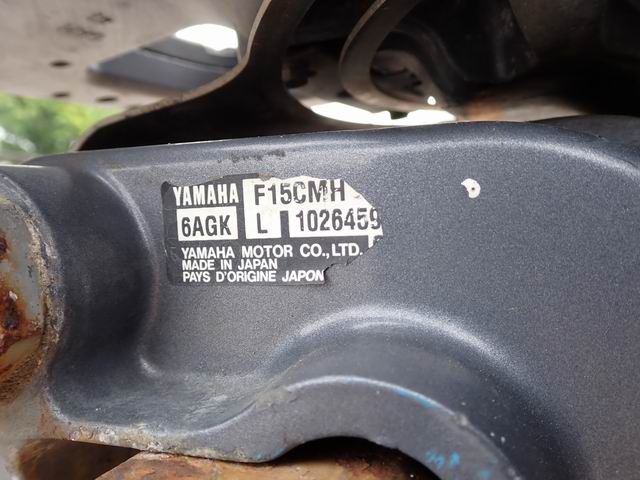 YAMAHA F15CMH
6AGK L 1026459
YAMAHA MOTOR CO.,LTD.
MADE IN JAPAN
PAYS D'ORIGINE JAPON